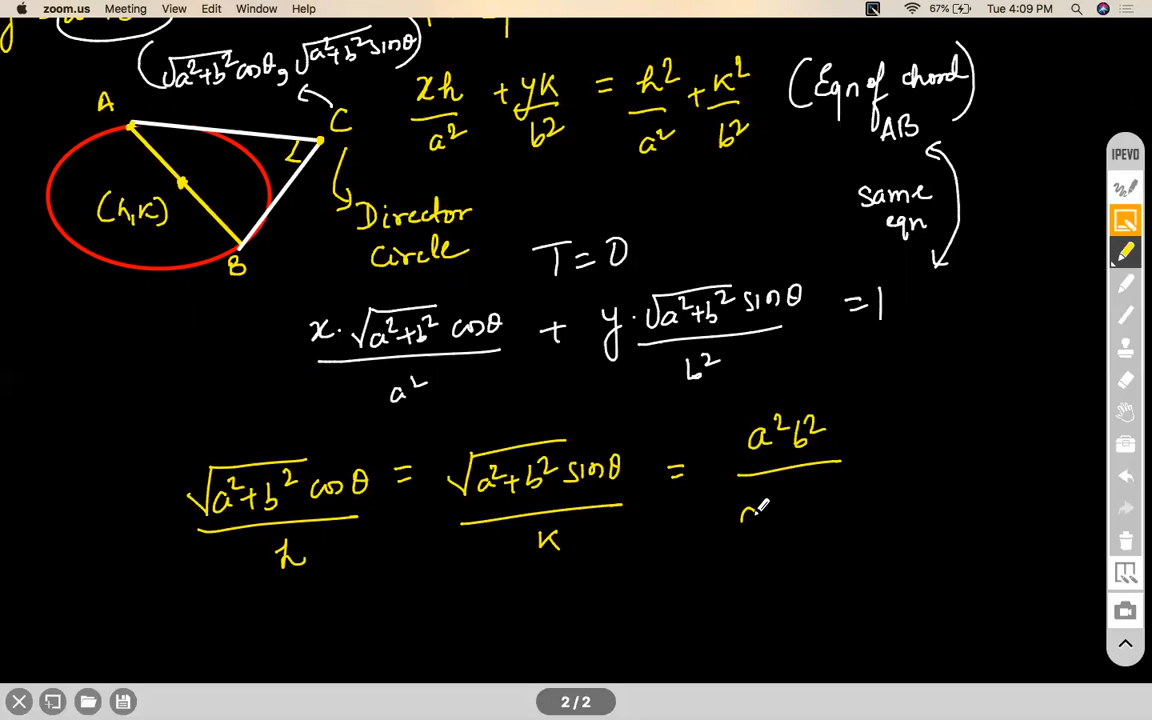 zoom.us Meeting View Edit Window Help 67% Tue 4:09 PM
(√a²+b² cosθ, √a²+b² sinθ)
A
C
xh/a² + yk/b² = h²/a² + k²/b² (Eqn of chord AB)
(h,k)
B
Director
circle
same
eqn
T = 0
x·√a²+b² cosθ/a² + y·√a²+b² sinθ/b² = 1
√a²+b² cosθ/h = √a²+b² sinθ/k = a²b²
2/2
IPEVO